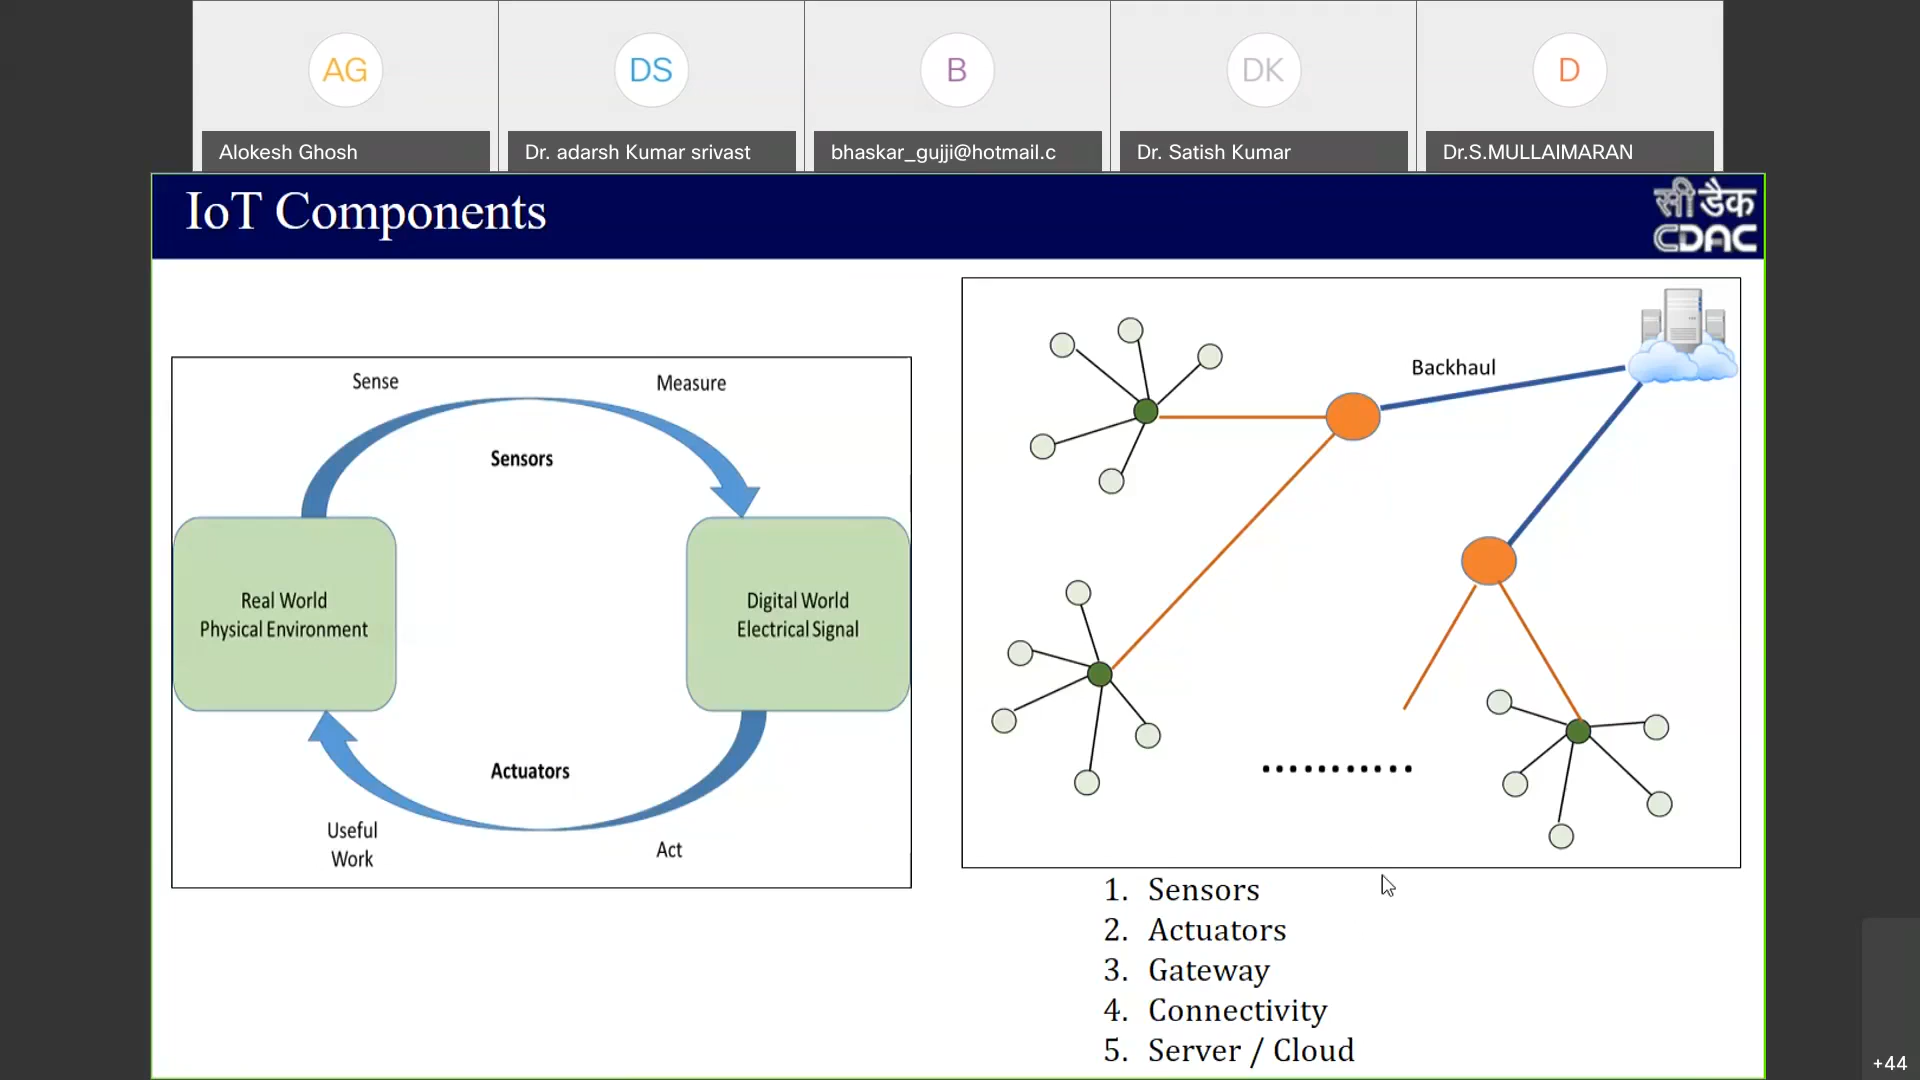 AG
DS
B
DK
D
Alokesh Ghosh
Dr. adarsh Kumar srivast
bhaskar_gujji@hotmail.c
Dr. Satish Kumar
Dr.S.MULLAIMARAN
IoT Components
सी डैक
CDAC
Sense
Measure
Sensors
Real World
Physical Environment
Digital World
Electrical Signal
Actuators
Useful
Work
Act
Backhaul
...........
1. Sensors
2. Actuators
3. Gateway
4. Connectivity
5. Server / Cloud
+44